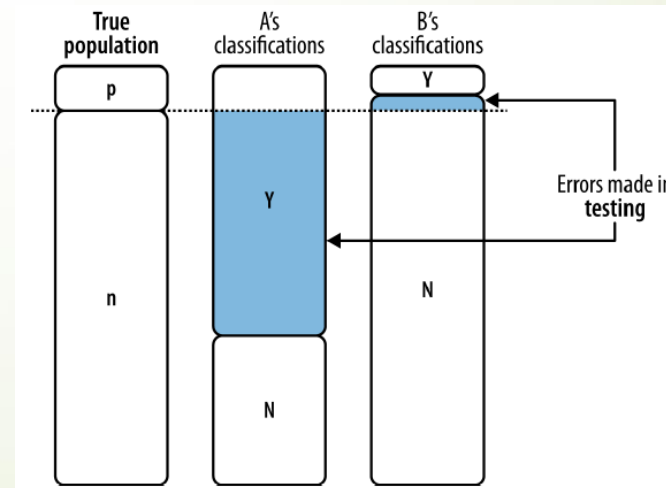 True
population
A's
classifications
B's
classifications
p
n
Y
N
Y
N
Errors made in
testing